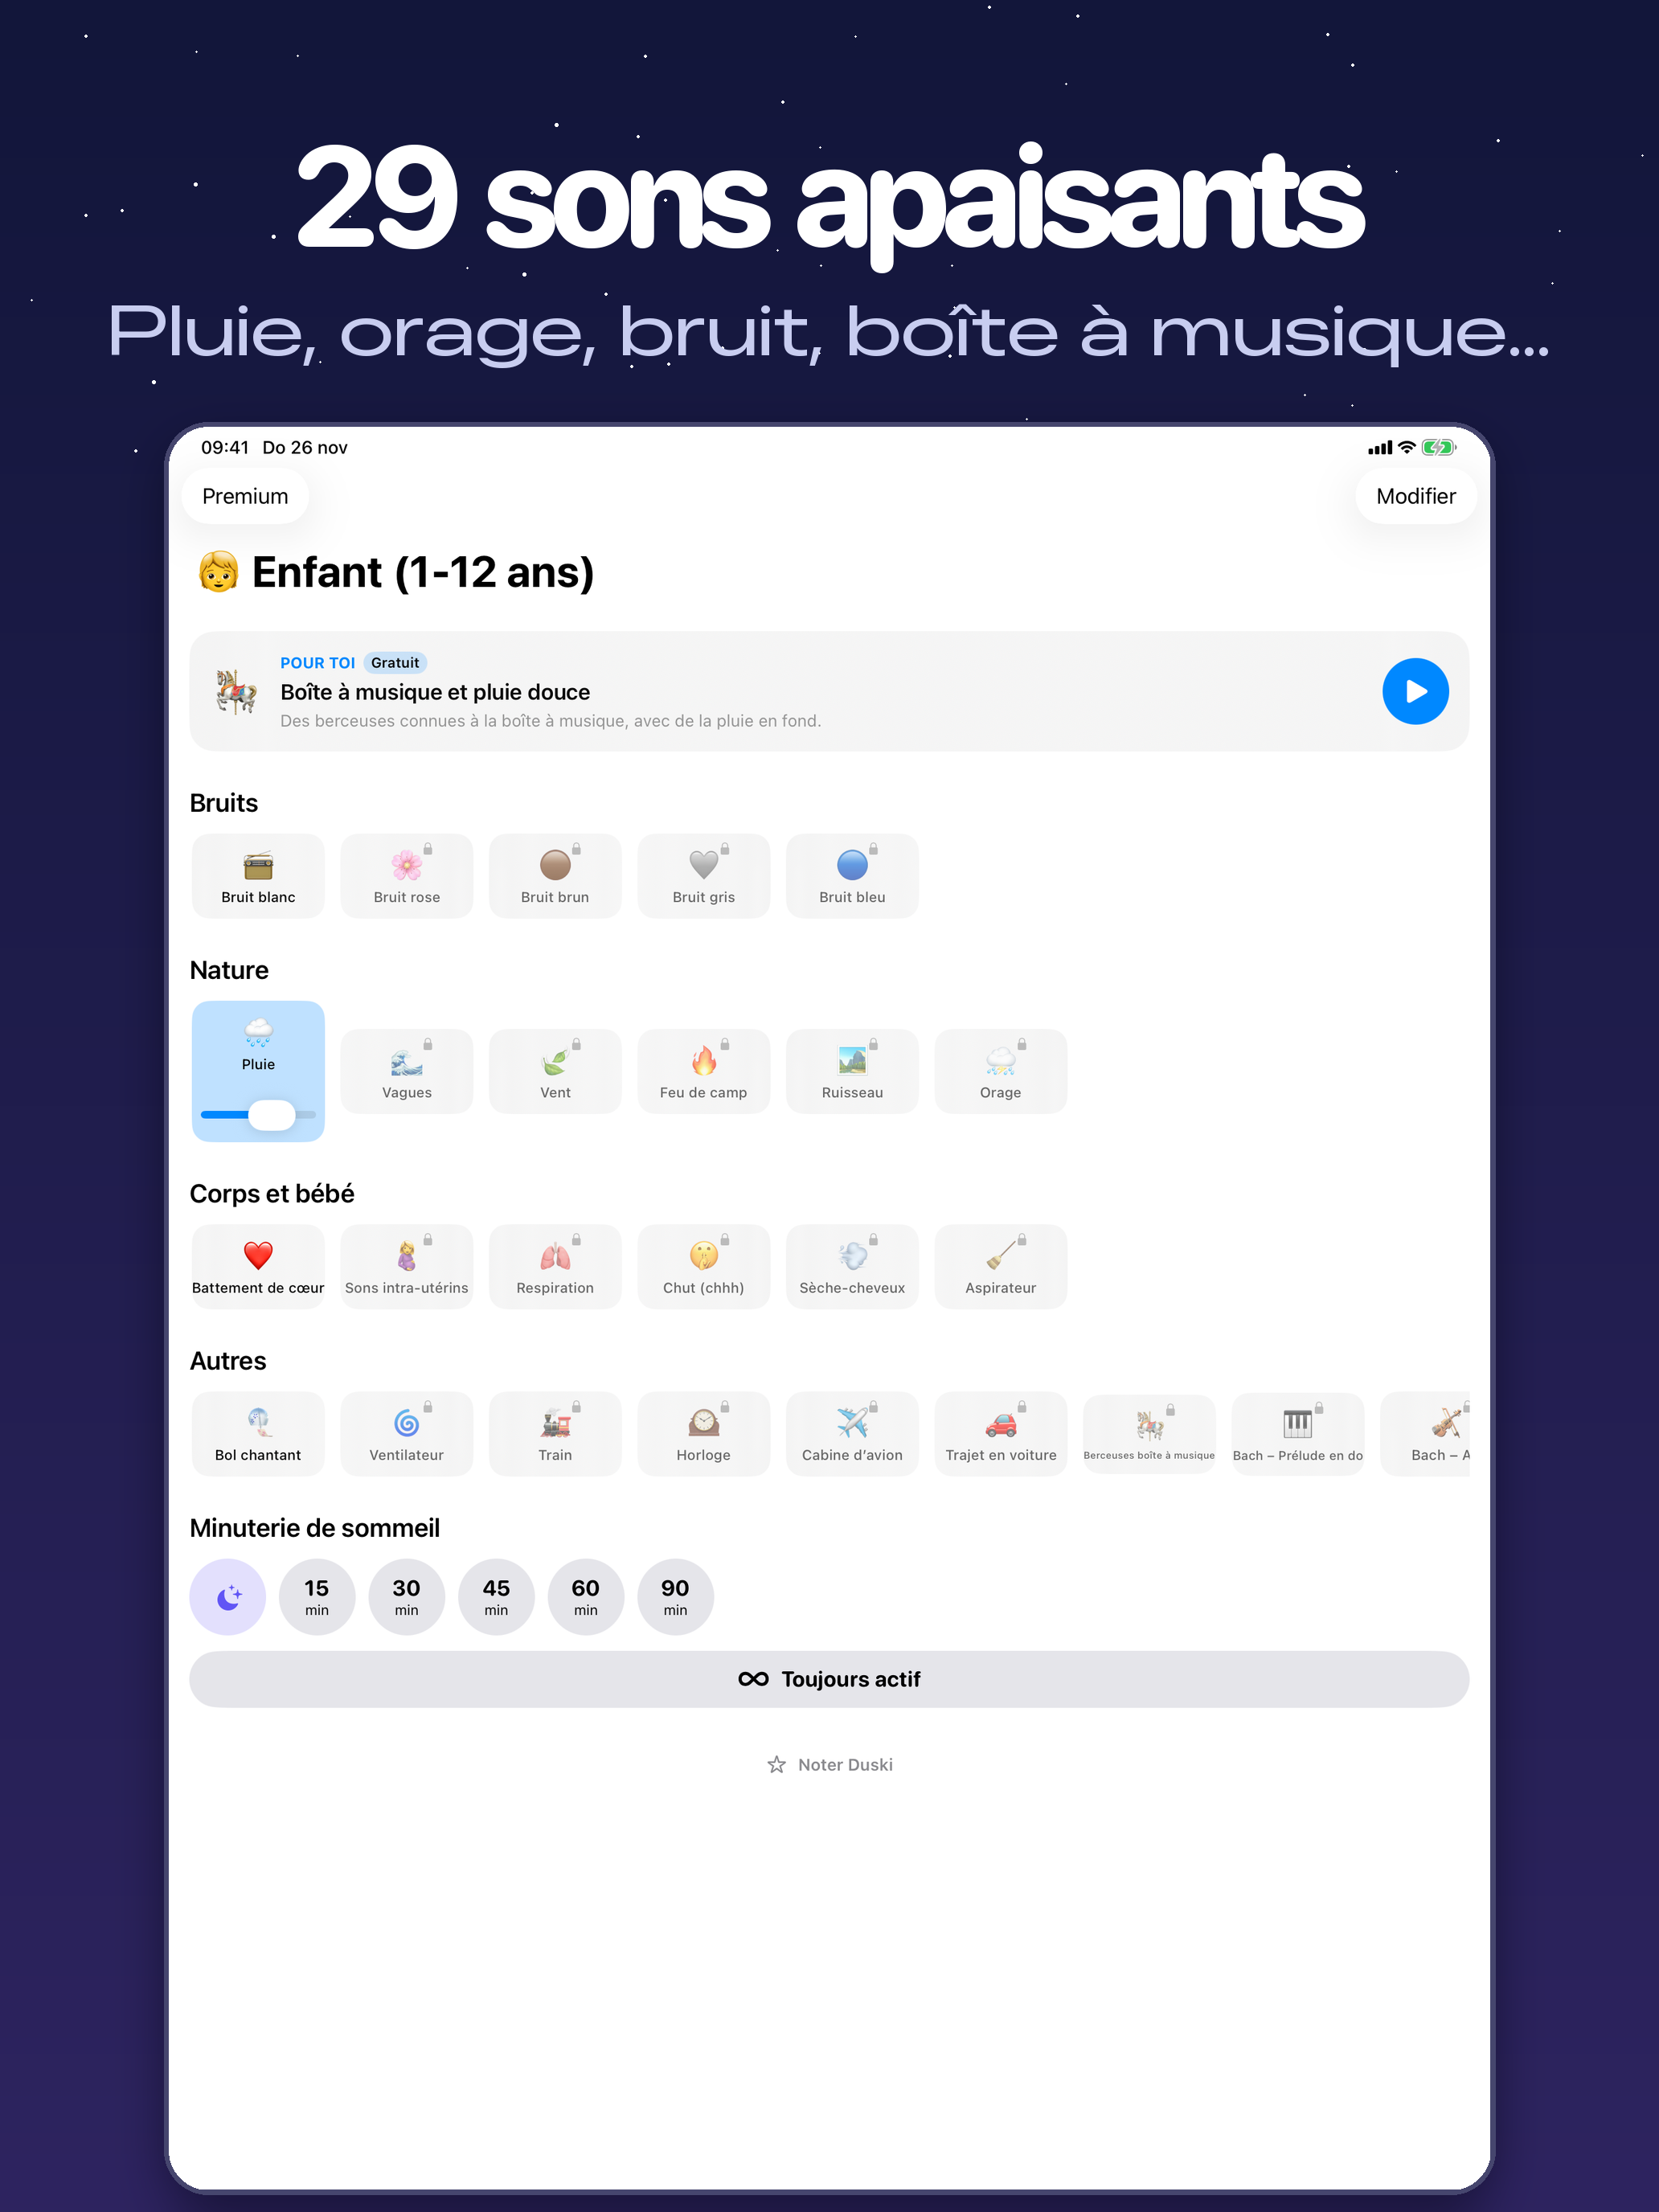 29 sons apaisants
Pluie, orage, bruit, boîte à musique...
09:41 Do 26 nov
Premium
Modifier
Enfant (1-12 ans)
POUR TOI Gratuit
Boîte à musique et pluie douce
Des berceuses connues à la boîte à musique, avec de la pluie en fond.
Bruits
Bruit blanc Bruit rose Bruit brun Bruit gris Bruit bleu
Nature
Pluie
Vagues Vent Feu de camp Ruisseau Orage
Corps et bébé
Battement de cœur Sons intra-utérins Respiration Chut (chhh) Sèche-cheveux Aspirateur
Autres
Bol chantant Ventilateur Train Horloge Cabine d'avion Trajet en voiture Berceuses boîte à musique Bach – Prélude en do Bach – A
Minuterie de sommeil
15 30 45 60 90
min min min min min
Toujours actif
Noter Duski